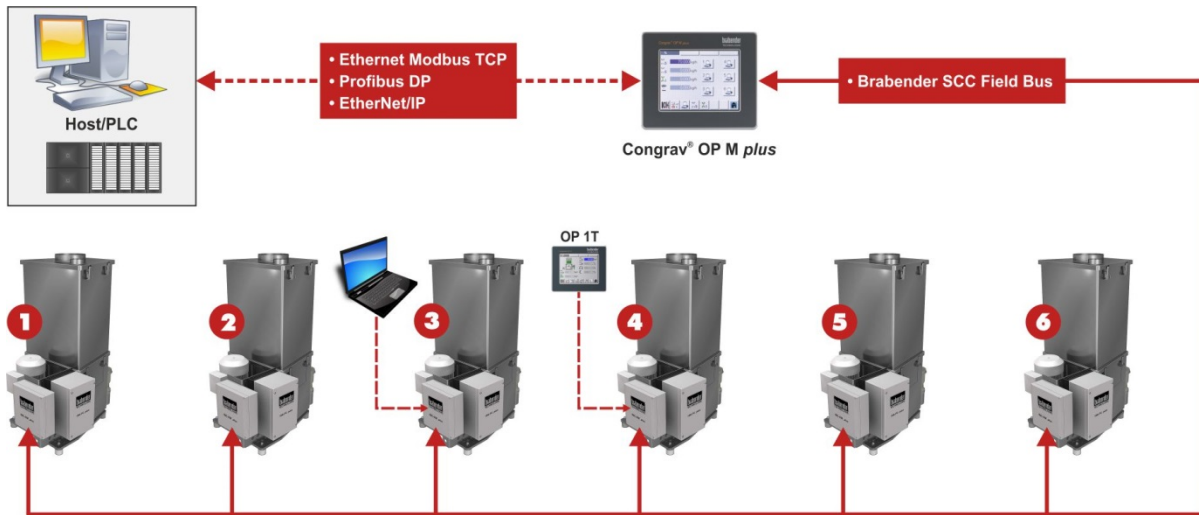 • Ethernet Modbus TCP
• Profibus DP
• EtherNet/IP
• Brabender SCC Field Bus
Host/PLC
Congrav® OP M plus
OP 1T
1
2
3
4
5
6